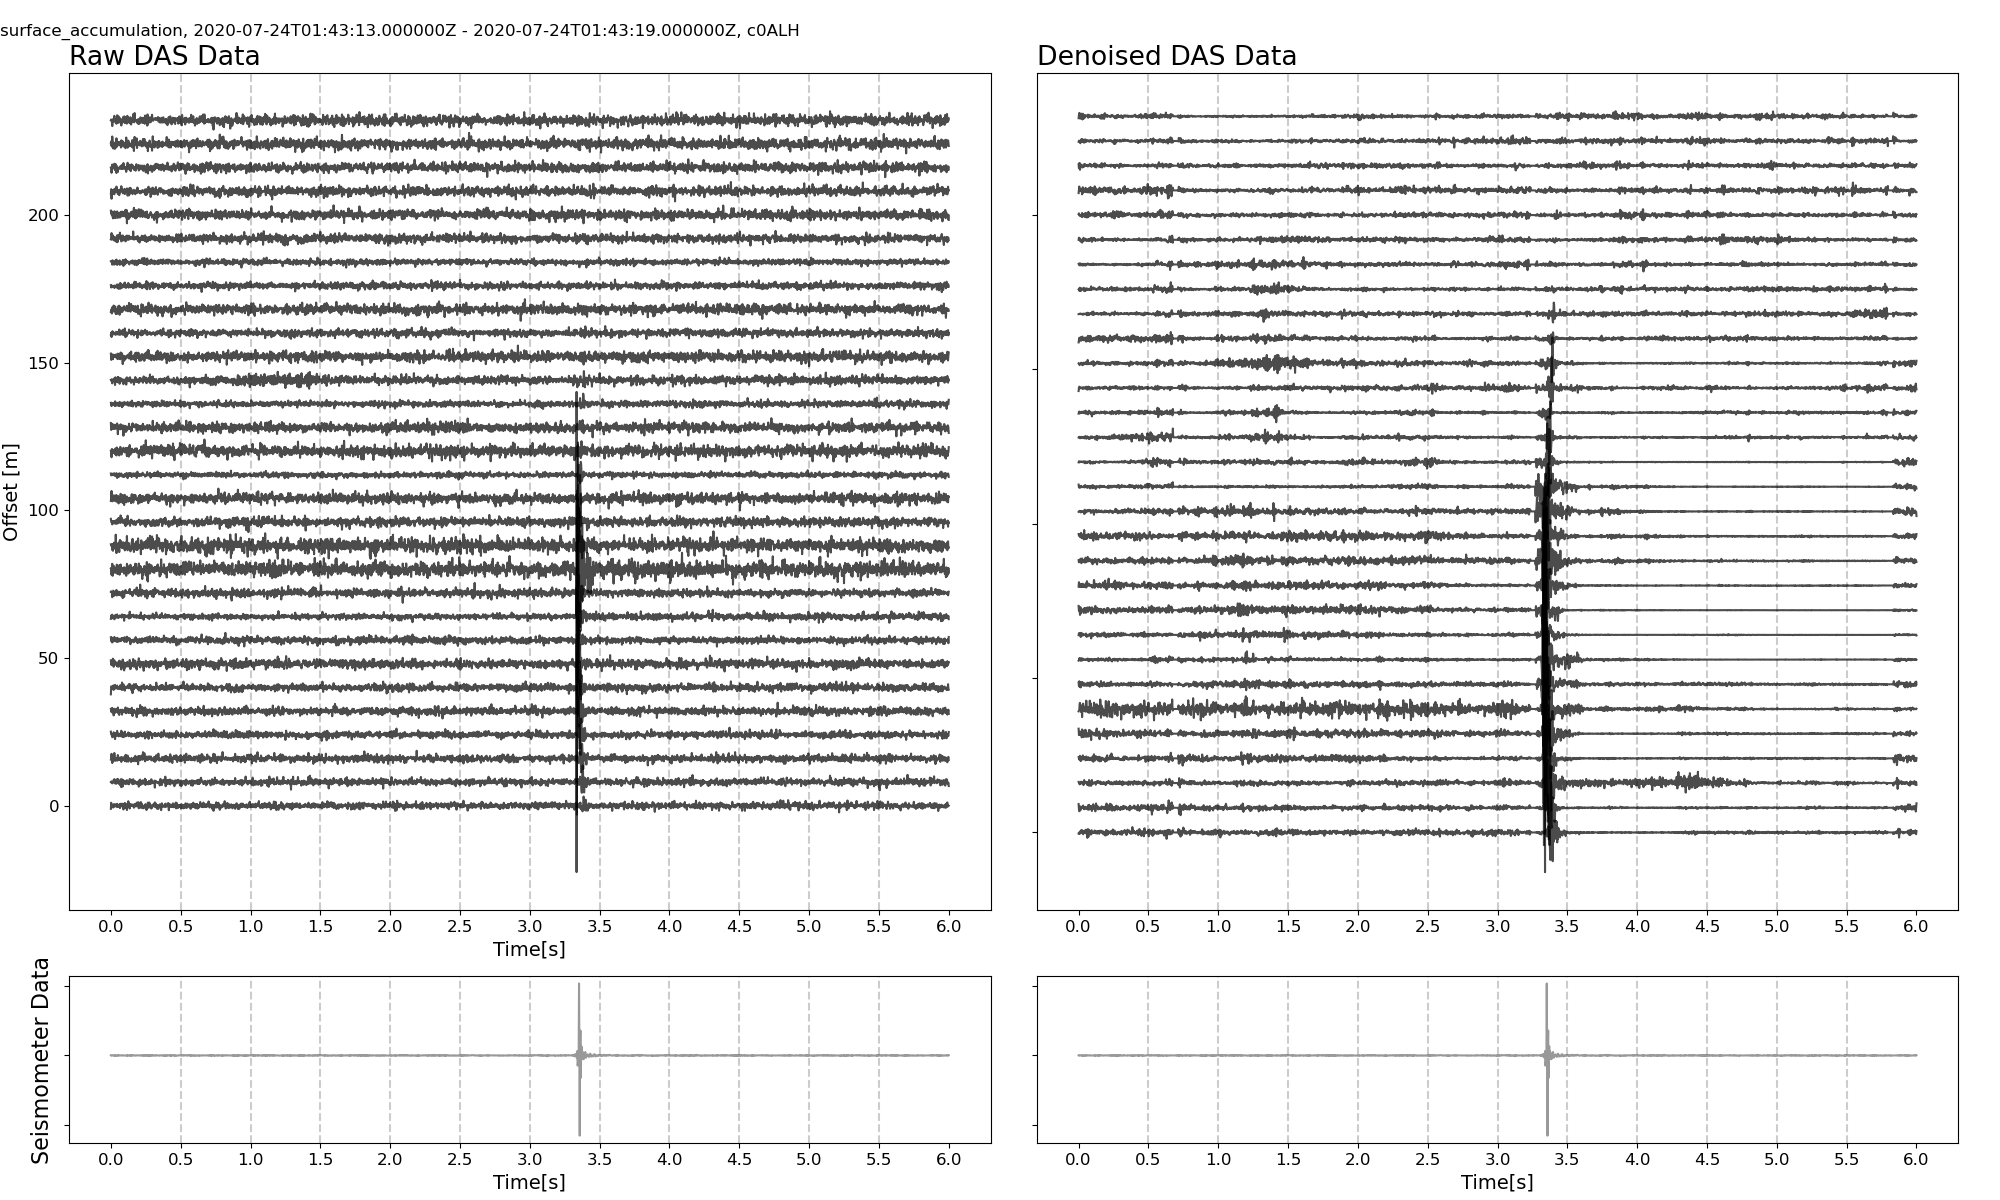 surface_accumulation, 2020-07-24T01:43:13.000000Z - 2020-07-24T01:43:19.000000Z, c0ALH
Raw DAS Data
Denoised DAS Data
Offset [m]
200
150
100
50
0
0.0 0.5 1.0 1.5 2.0 2.5 3.0 3.5 4.0 4.5 5.0 5.5 6.0
Time[s]
0.0 0.5 1.0 1.5 2.0 2.5 3.0 3.5 4.0 4.5 5.0 5.5 6.0
Seismometer Data
0.0 0.5 1.0 1.5 2.0 2.5 3.0 3.5 4.0 4.5 5.0 5.5 6.0
Time[s]
0.0 0.5 1.0 1.5 2.0 2.5 3.0 3.5 4.0 4.5 5.0 5.5 6.0
Time[s]